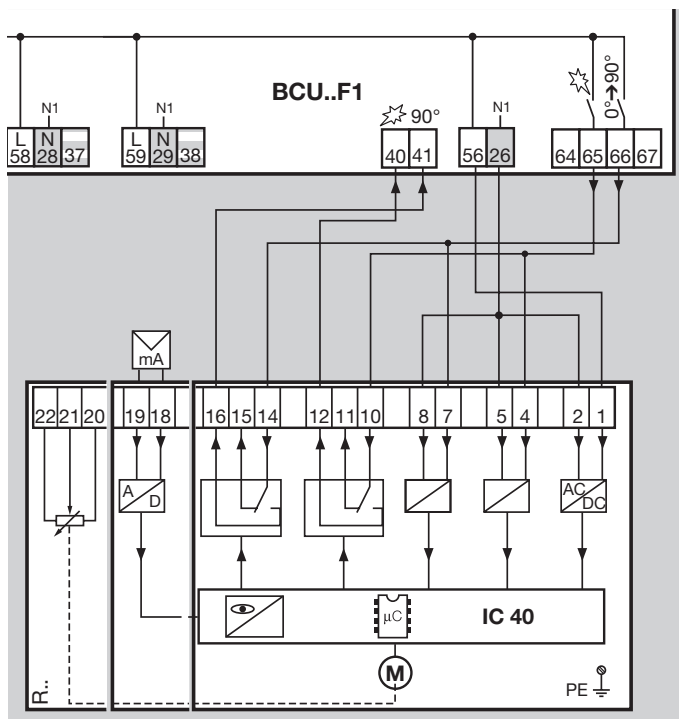 BCU..F1
0°➔90°
N1 N1 90° N1
L N L N
58 28 37 59 29 38 40 41 56 26 64 65 66 67
mA
22 21 20 19 18 16 15 14 12 11 10 8 7 5 4 2 1
A D AC DC
µC IC 40
M
R..
PE